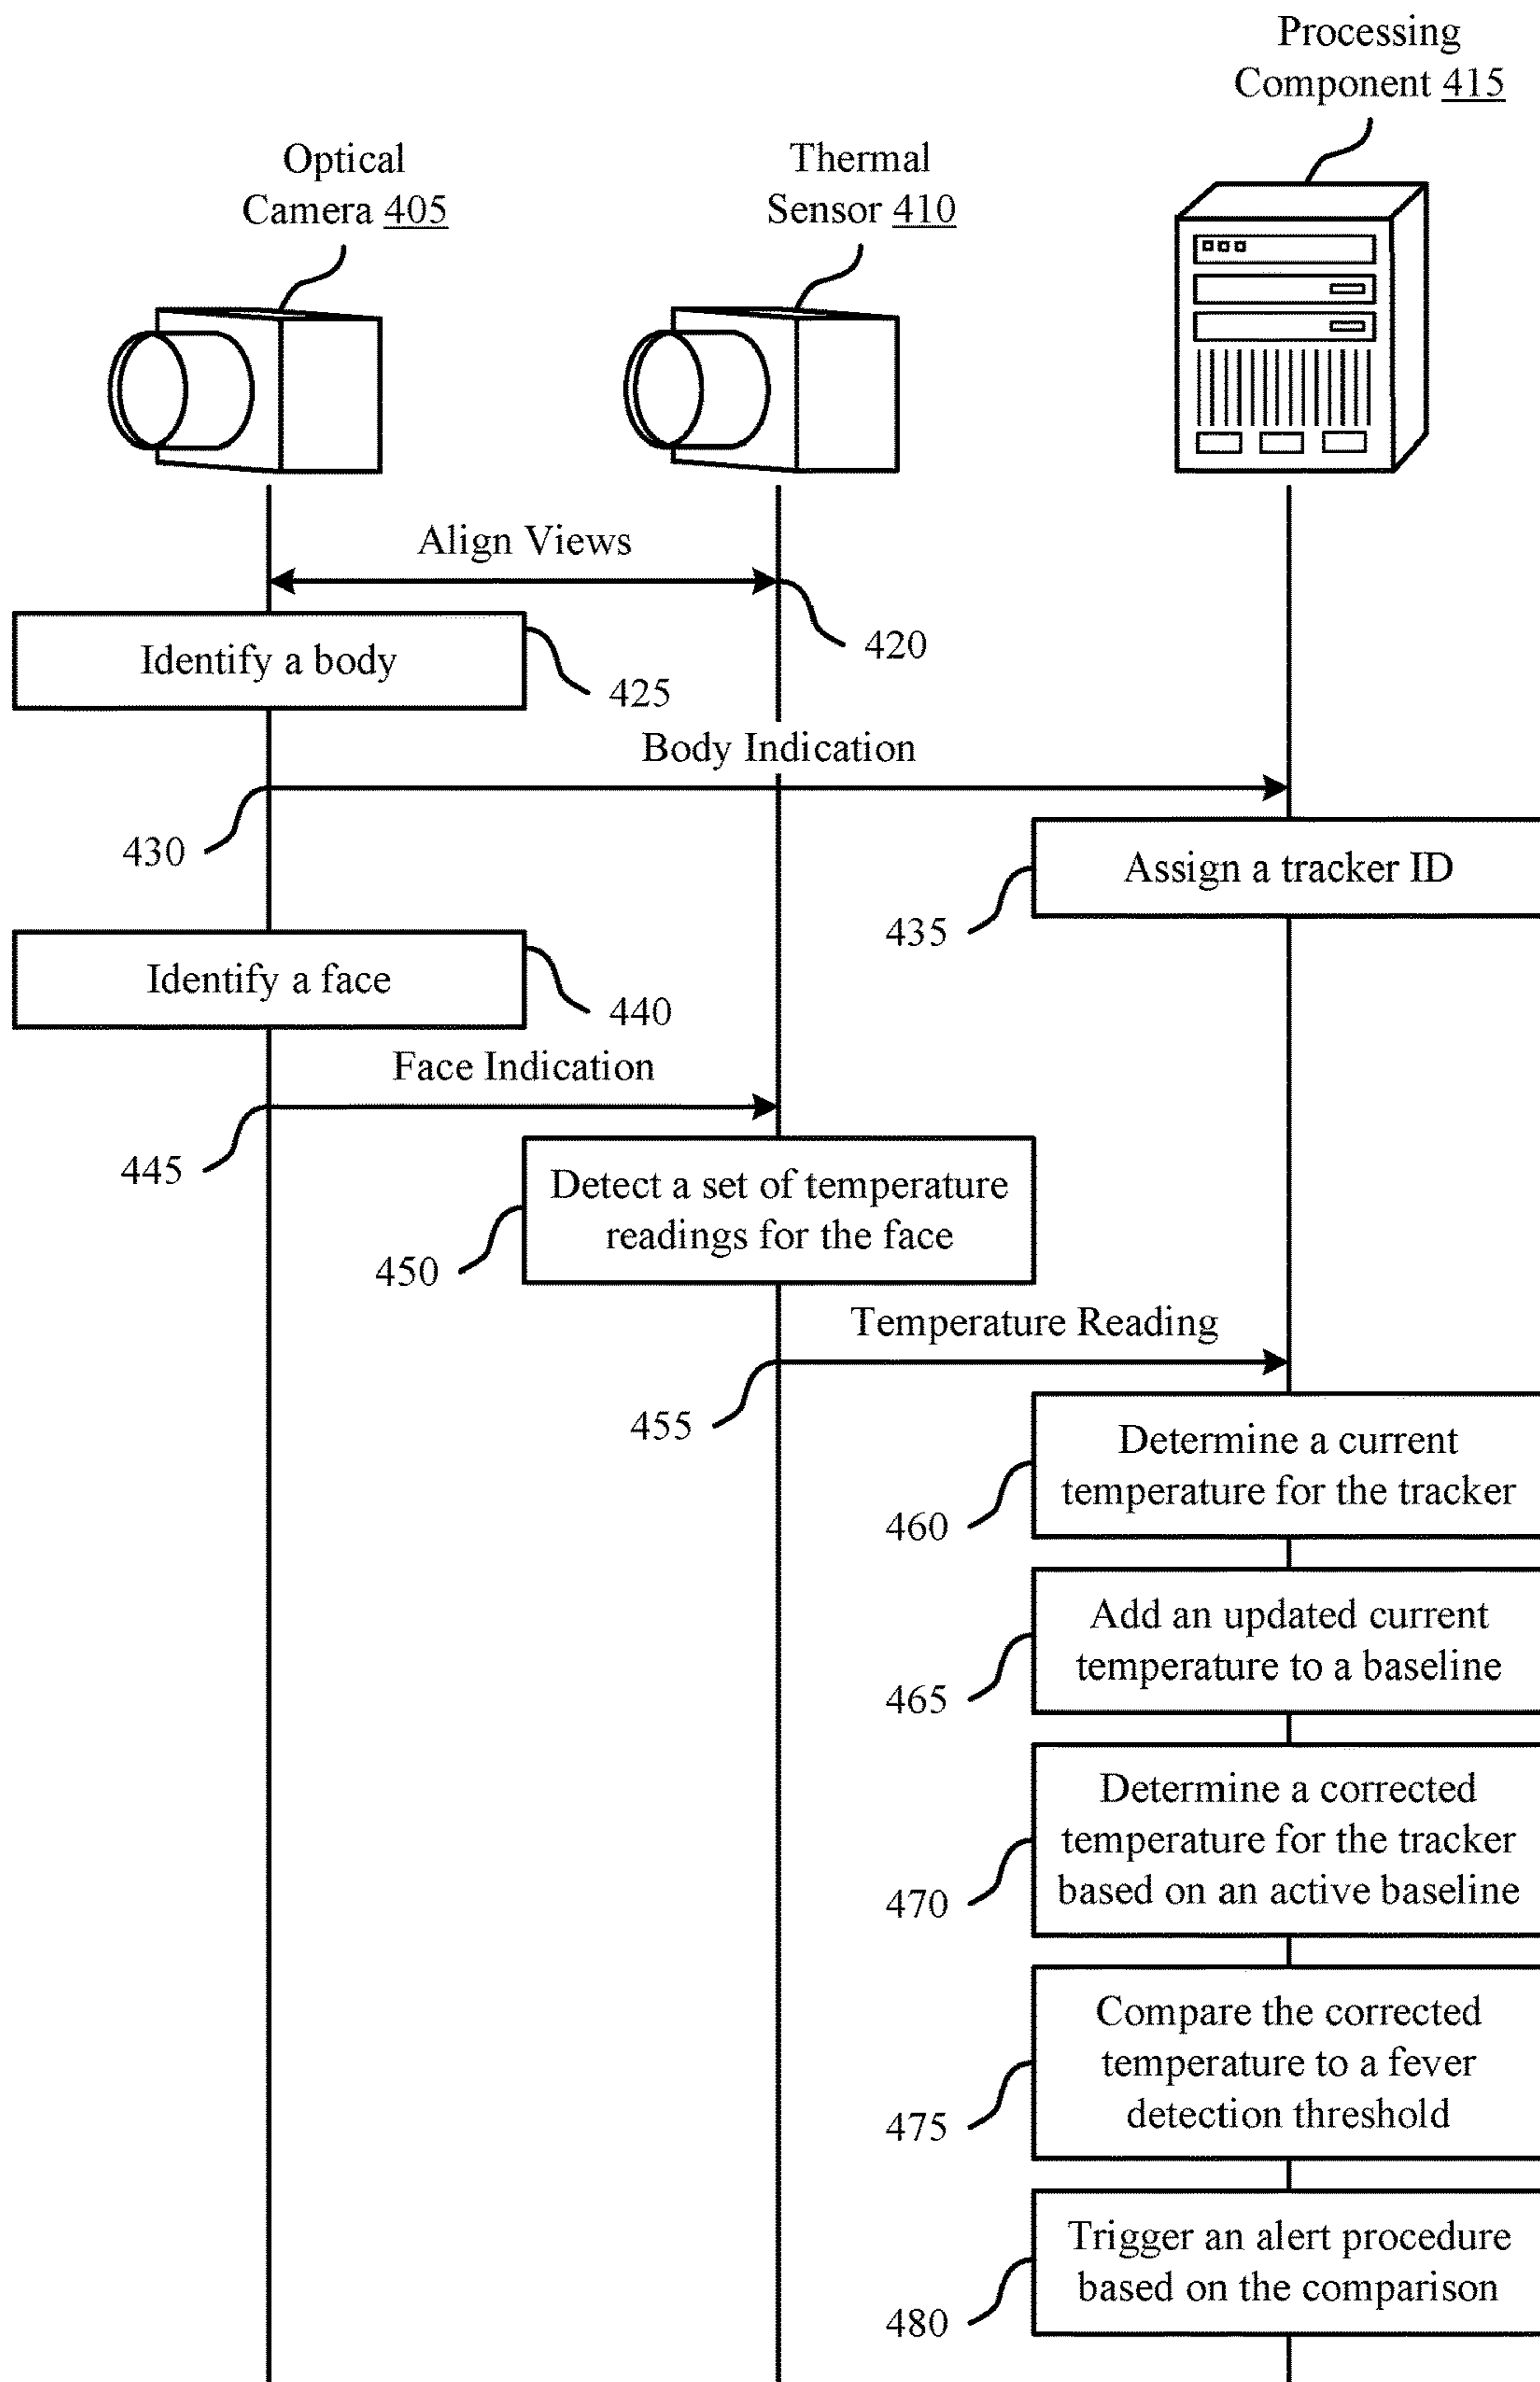 Processing
Component 415
Optical
Camera 405
Thermal
Sensor 410
Align Views
420
Identify a body
425
Body Indication
430
Assign a tracker ID
435
Identify a face
440
Face Indication
445
Detect a set of temperature
readings for the face
450
Temperature Reading
455
Determine a current
temperature for the tracker
460
Add an updated current
temperature to a baseline
465
Determine a corrected
temperature for the tracker
based on an active baseline
470
Compare the corrected
temperature to a fever
detection threshold
475
Trigger an alert procedure
based on the comparison
480